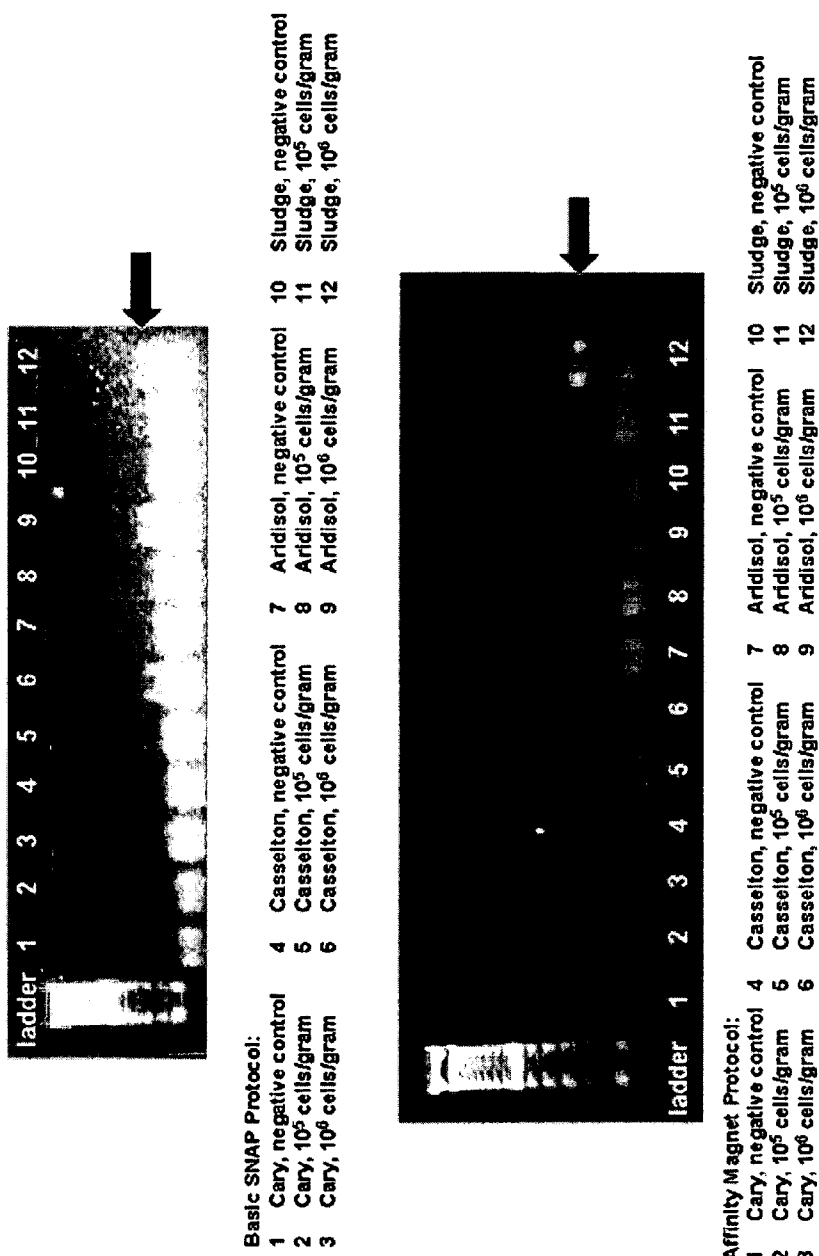 ladder 1 2 3 4 5 6 7 8 9 10 11 12
Basic SNAP Protocol:
1 Cary, negative control
2 Cary, 10⁵ cells/gram
3 Cary, 10⁶ cells/gram
4 Casselton, negative control
5 Casselton, 10⁵ cells/gram
6 Casselton, 10⁶ cells/gram
7 Aridisol, negative control
8 Aridisol, 10⁵ cells/gram
9 Aridisol, 10⁶ cells/gram
10 Sludge, negative control
11 Sludge, 10⁵ cells/gram
12 Sludge, 10⁶ cells/gram
ladder 1 2 3 4 5 6 7 8 9 10 11 12
Affinity Magnet Protocol:
1 Cary, negative control
2 Cary, 10⁵ cells/gram
3 Cary, 10⁶ cells/gram
4 Casselton, negative control
5 Casselton, 10⁵ cells/gram
6 Casselton, 10⁶ cells/gram
7 Aridisol, negative control
8 Aridisol, 10⁵ cells/gram
9 Aridisol, 10⁶ cells/gram
10 Sludge, negative control
11 Sludge, 10⁵ cells/gram
12 Sludge, 10⁶ cells/gram